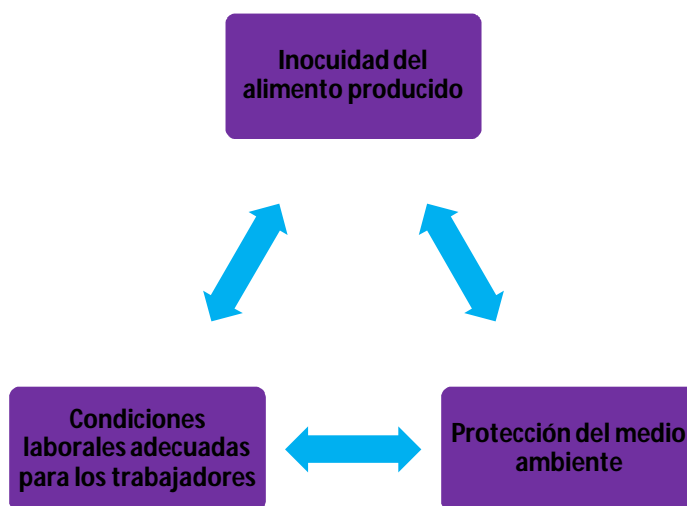 Inocuidad del
alimento producido
Condiciones
laborales adecuadas
para los trabajadores
Protección del medio
ambiente